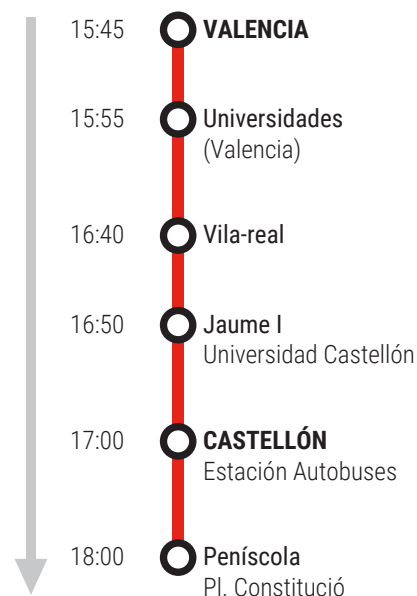 15:45 VALENCIA
15:55 Universidades
(Valencia)
16:40 Vila-real
16:50 Jaume I
Universidad Castellón
17:00 CASTELLÓN
Estación Autobuses
18:00 Peníscola
Pl. Constitució